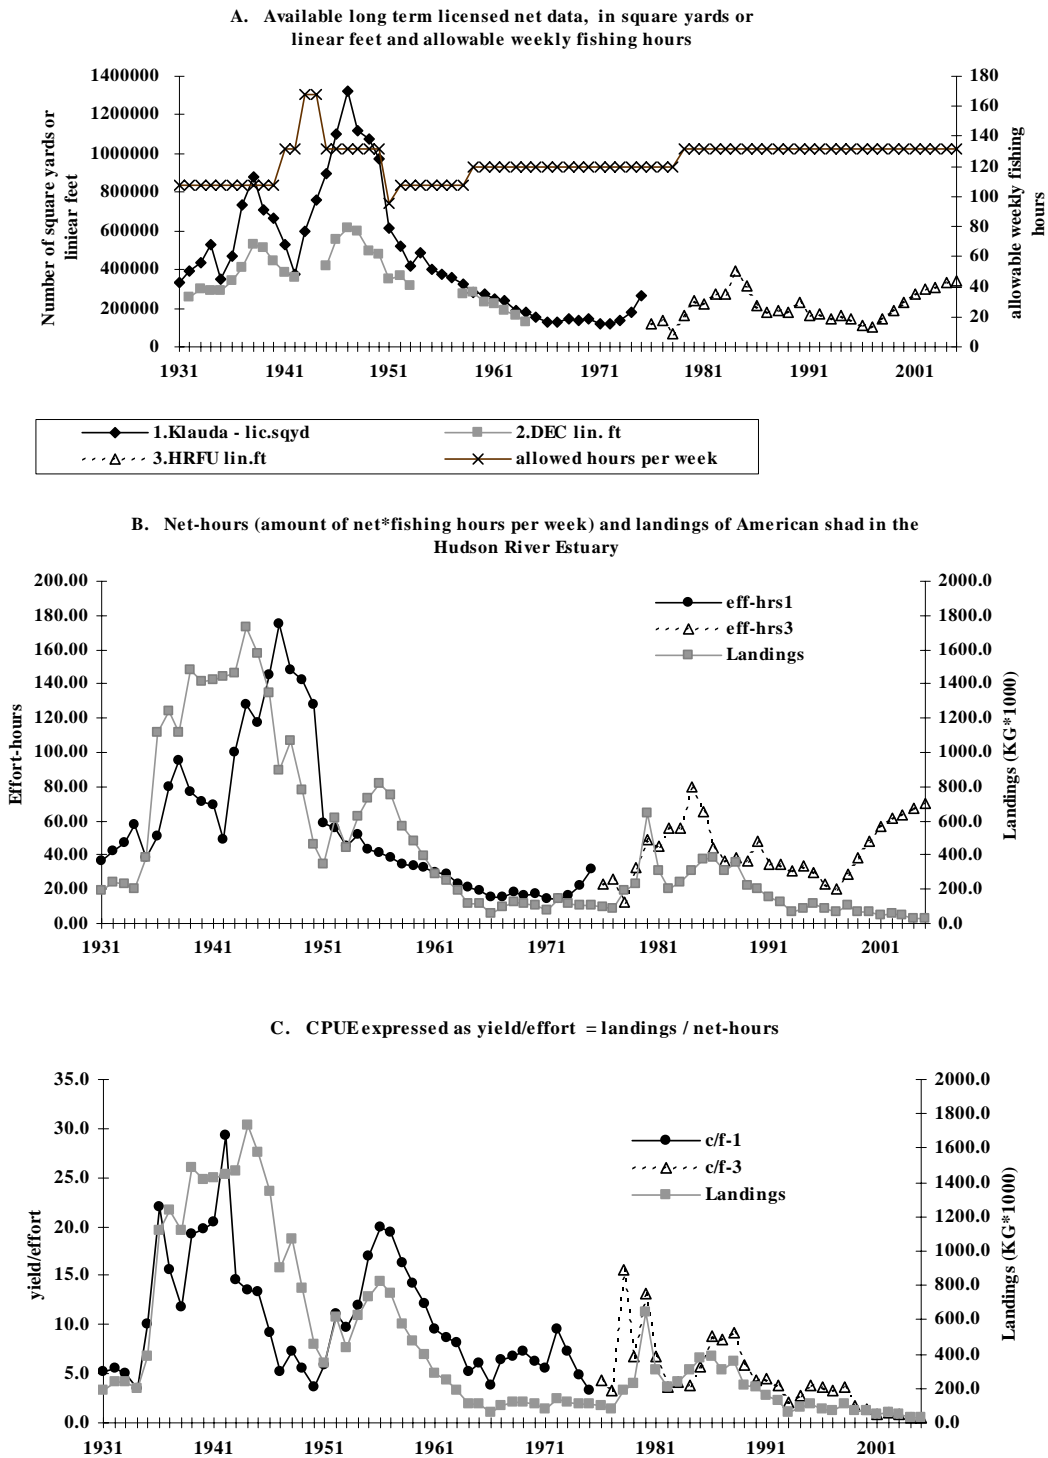 A. Available long term licensed net data, in square yards or
linear feet and allowable weekly fishing hours
Number of square yards or
liniear feet
1400000
1200000
1000000
800000
600000
400000
200000
0
180
160
140
120
100
80
60
40
20
0
allowable weekly fishing
hours
1931 1941 1951 1961 1971 1981 1991 2001
1.Klauda - lic.sqyd 2.DEC lin. ft
3.HRFU lin.ft allowed hours per week
B. Net-hours (amount of net*fishing hours per week) and landings of American shad in the
Hudson River Estuary
Effort-hours
200.00
180.00
160.00
140.00
120.00
100.00
80.00
60.00
40.00
20.00
0.00
eff-hrs1
eff-hrs3
Landings
2000.0
1800.0
1600.0
1400.0
1200.0
1000.0
800.0
600.0
400.0
200.0
0.0
Landings (KG*1000)
1931 1941 1951 1961 1971 1981 1991 2001
C. CPUE expressed as yield/effort = landings / net-hours
yield/effort
35.0
30.0
25.0
20.0
15.0
10.0
5.0
0.0
c/f-1
c/f-3
Landings
2000.0
1800.0
1600.0
1400.0
1200.0
1000.0
800.0
600.0
400.0
200.0
0.0
Landings (KG*1000)
1931 1941 1951 1961 1971 1981 1991 2001